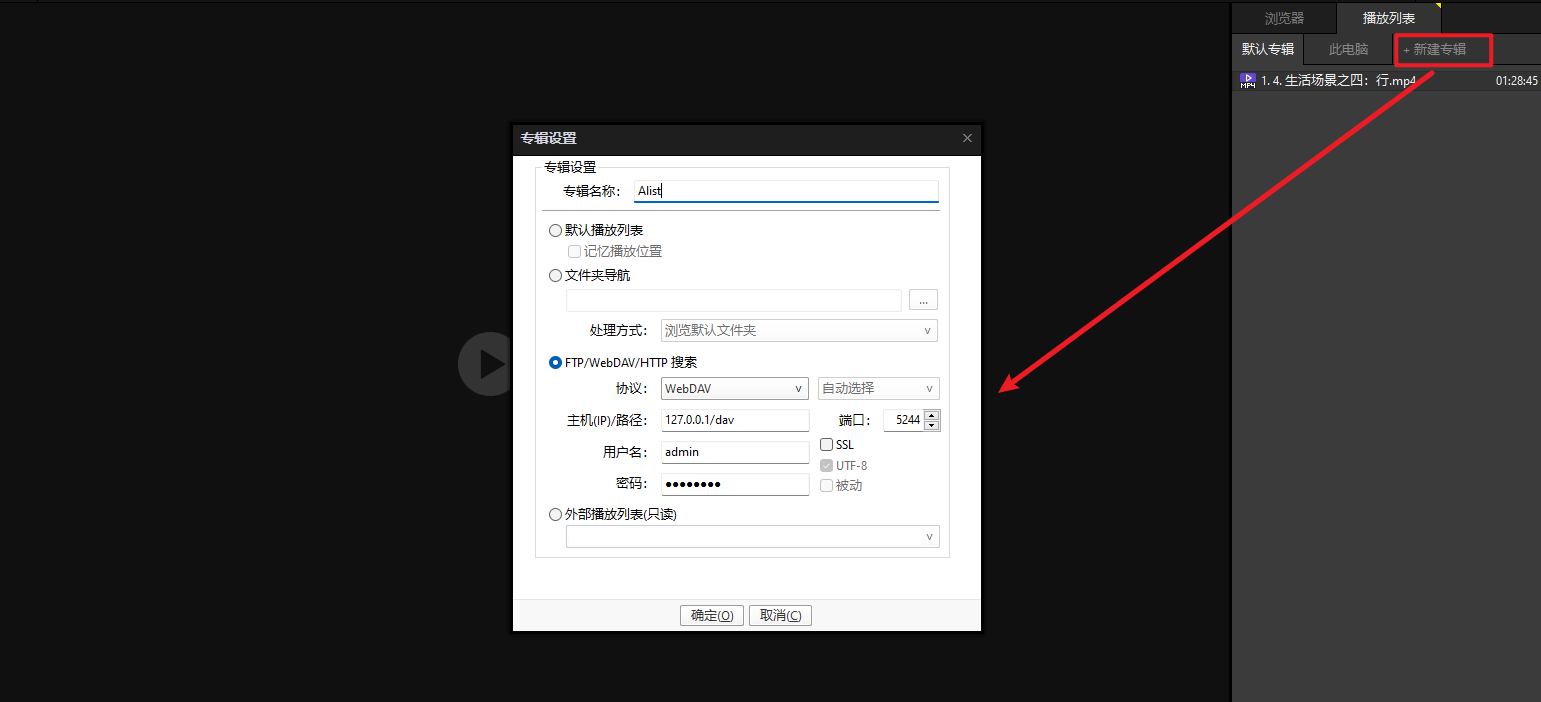 浏览器 播放列表
默认专辑 此电脑 + 新建专辑
MP4 1. 4. 生活场景之四：行.mp4 01:28:45
专辑设置
专辑设置
专辑名称： Alist
默认播放列表
记忆播放位置
文件夹导航
...
处理方式： 浏览默认文件夹
FTP/WebDAV/HTTP 搜索
协议： WebDAV 自动选择
主机(IP)/路径： 127.0.0.1/dav 端口： 5244
SSL
用户名： admin
UTF-8
密码： ●●●●●●●● 被动
外部播放列表(只读)
确定(O) 取消(C)